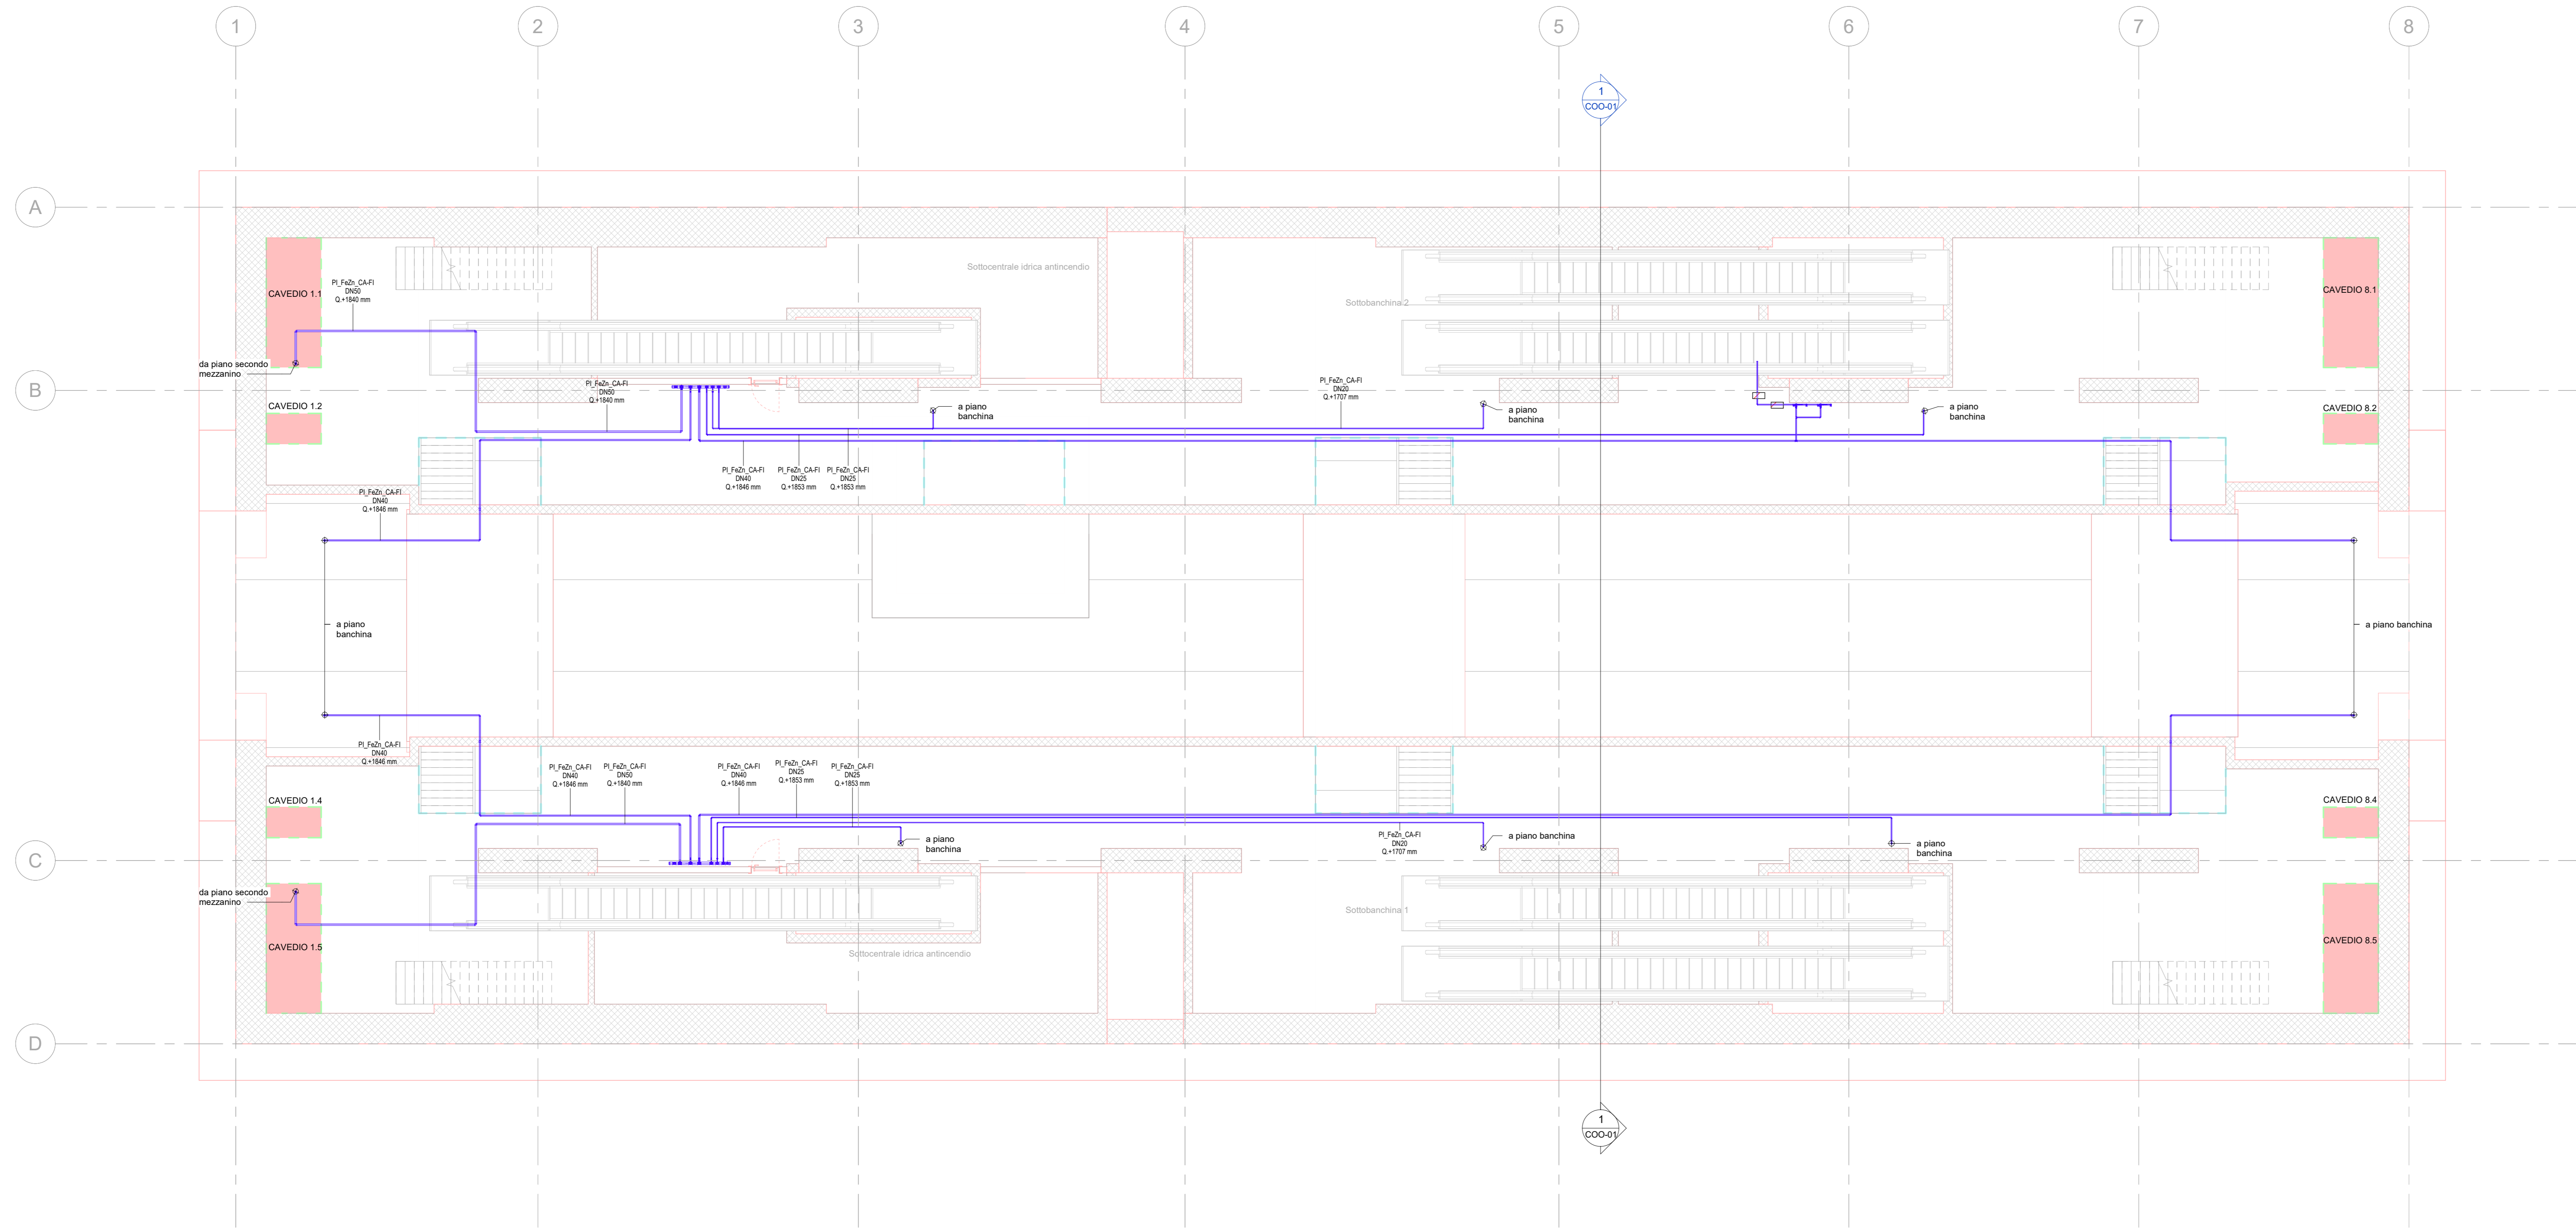 1
2
3
4
5
6
7
8
1
COO-01
A
Sottocentrale idrica antincendio
PI_FeZn_CA-FI
DN50
Q.+1840 mm
CAVEDIO 1.1
CAVEDIO 8.1
Sottobanchina 2
da piano secondo
mezzanino
B
PI_FeZn_CA-FI
DN50
Q.+1840 mm
PI_FeZn_CA-FI
DN20
Q.+1707 mm
CAVEDIO 1.2
a piano
banchina
a piano
banchina
a piano
banchina
CAVEDIO 8.2
PI_FeZn_CA-FI
DN40
Q.+1846 mm
PI_FeZn_CA-FI
DN25
Q.+1853 mm
PI_FeZn_CA-FI
DN25
Q.+1853 mm
PI_FeZn_CA-FI
DN40
Q.+1846 mm
a piano
banchina
a piano banchina
PI_FeZn_CA-FI
DN40
Q.+1846 mm
PI_FeZn_CA-FI
DN40
Q.+1846 mm
PI_FeZn_CA-FI
DN50
Q.+1840 mm
PI_FeZn_CA-FI
DN40
Q.+1846 mm
PI_FeZn_CA-FI
DN25
Q.+1853 mm
PI_FeZn_CA-FI
DN25
Q.+1853 mm
CAVEDIO 1.4
CAVEDIO 8.4
a piano
banchina
PI_FeZn_CA-FI
DN20
Q.+1707 mm
a piano banchina
a piano
banchina
C
da piano secondo
mezzanino
Sottobanchina 1
CAVEDIO 1.5
CAVEDIO 8.5
Sottocentrale idrica antincendio
D
1
COO-01